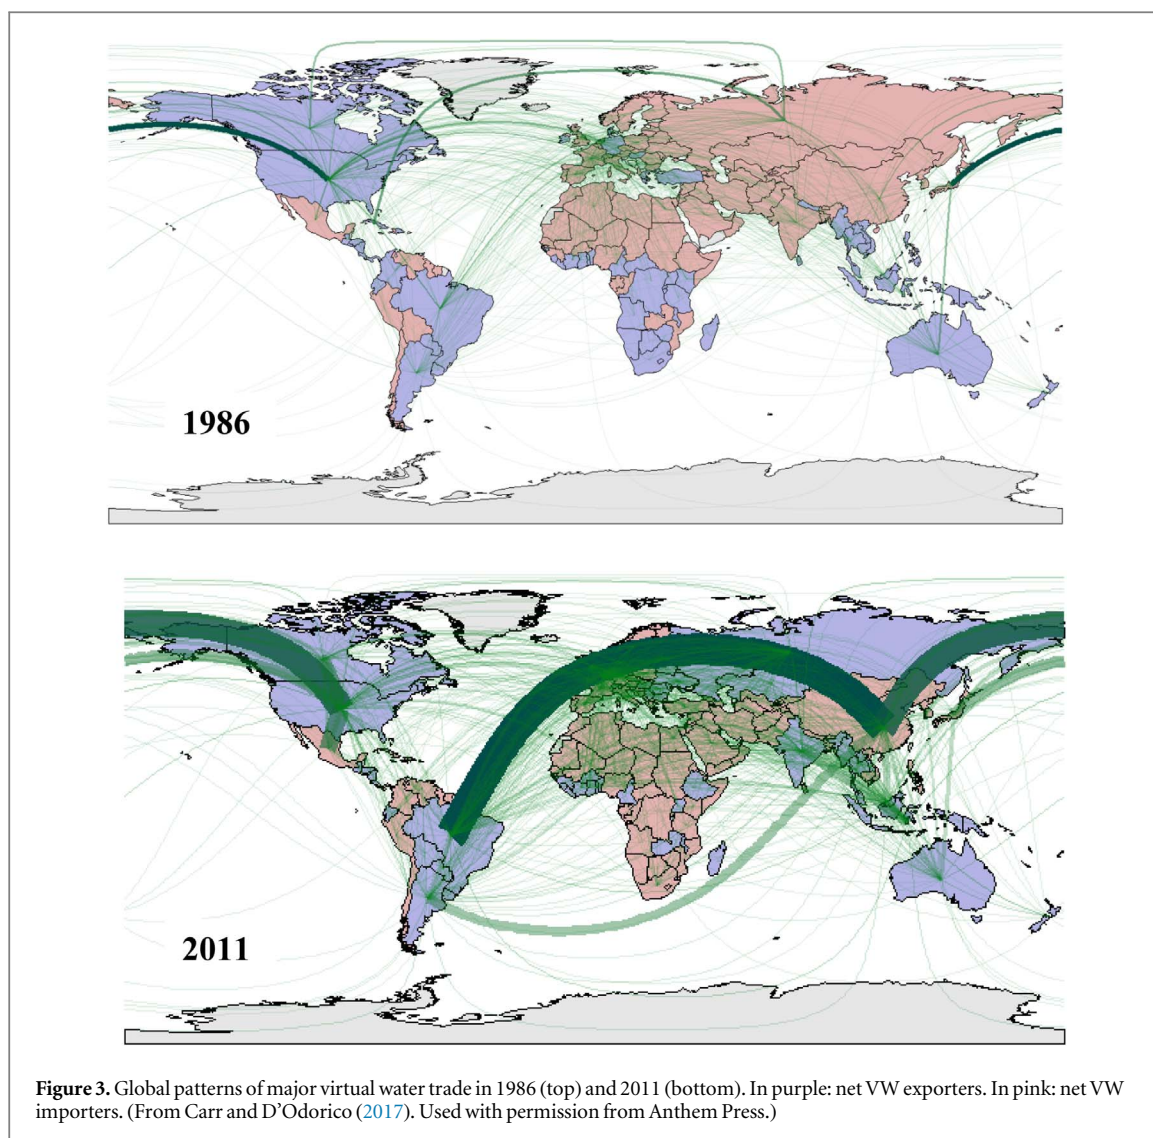 1986
2011
Figure 3. Global patterns of major virtual water trade in 1986 (top) and 2011 (bottom). In purple: net VW exporters. In pink: net VW
importers. (From Carr and D'Odorico (2017). Used with permission from Anthem Press.)